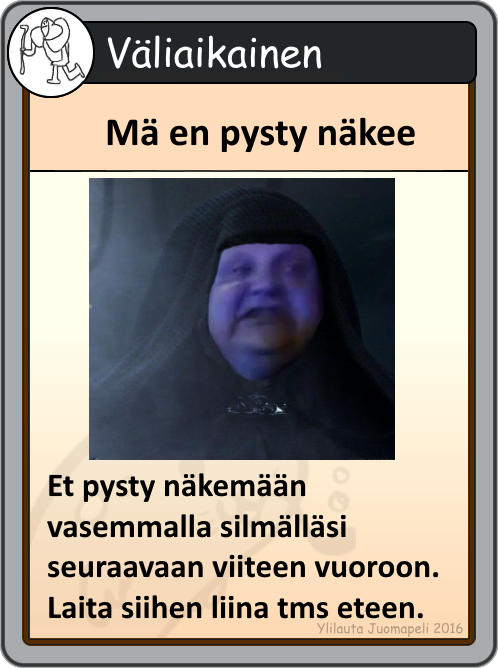 Väliaikainen
Mä en pysty näkee
Et pysty näkemään
vasemmalla silmälläsi
seuraavaan viiteen vuoroon.
Laita siihen liina tms eteen.
Ylilauta Juomapeli 2016